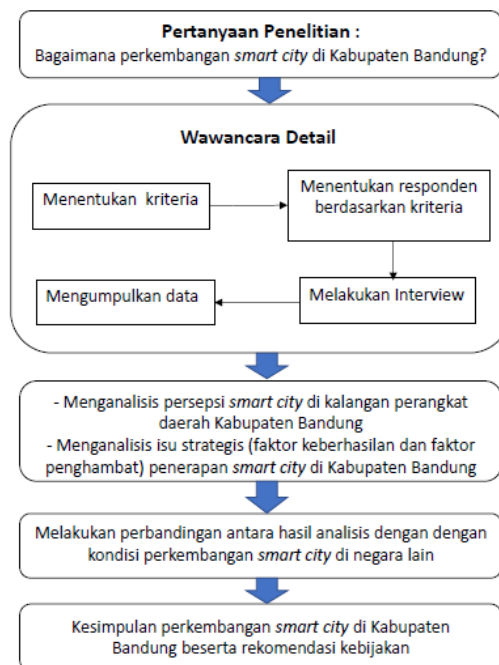 Pertanyaan Penelitian :
Bagaimana perkembangan smart city di Kabupaten Bandung?
Wawancara Detail
Menentukan kriteria
Menentukan responden
berdasarkan kriteria
Melakukan Interview
Mengumpulkan data
- Menganalisis persepsi smart city di kalangan perangkat
daerah Kabupaten Bandung
- Menganalisis isu strategis (faktor keberhasilan dan faktor
penghambat) penerapan smart city di Kabupaten Bandung
Melakukan perbandingan antara hasil analisis dengan dengan
kondisi perkembangan smart city di negara lain
Kesimpulan perkembangan smart city di Kabupaten
Bandung beserta rekomendasi kebijakan